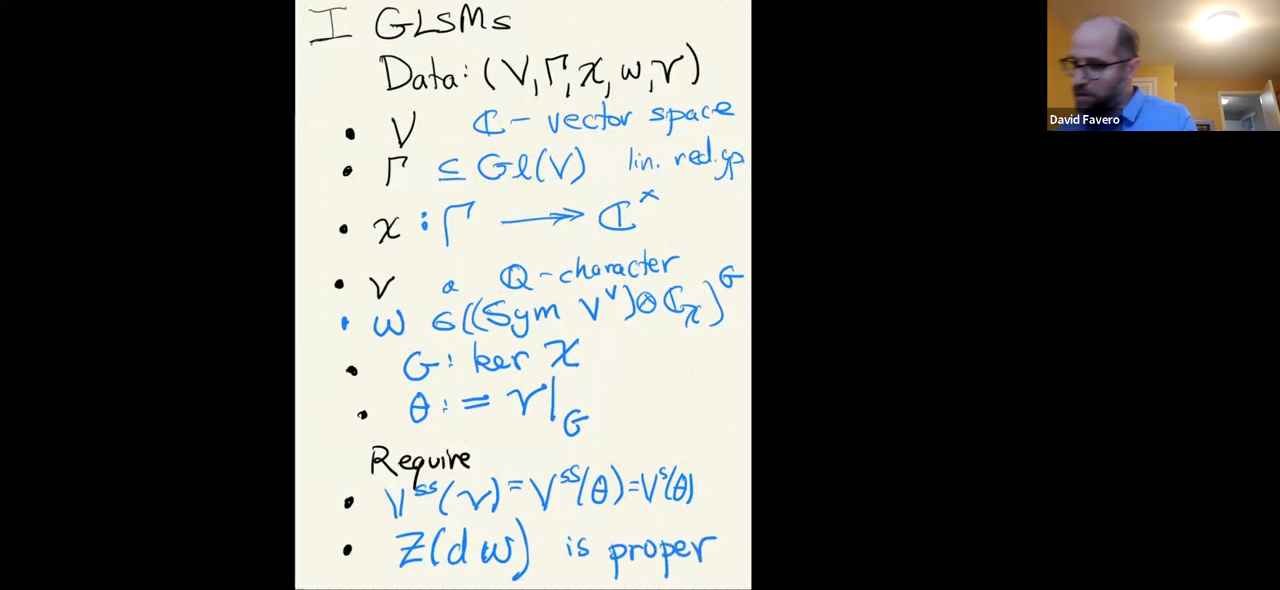 I GLSMs
Data: (V, Γ, χ, w, ν)
• V ℂ- vector space
• Γ ⊆ Gl(V) lin. red. gp
• χ : Γ ↠ ℂ^×
• ν a ℚ-character
• w ∈ ((Sym V^∨) ⊗ ℂ_χ)^G
• G: ker χ
• θ := ν|_G
Require
• V^ss(ν) = V^ss(θ) = V^s(θ)
• Z(dw) is proper
David Favero